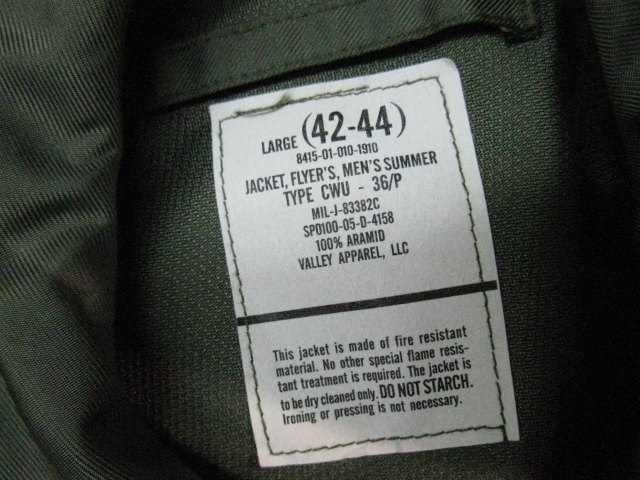 LARGE (42-44)
8415-01-010-1910
JACKET, FLYER'S, MEN'S SUMMER
TYPE CWU - 36/P
MIL-J-83382C
SPO100-05-D-4158
100% ARAMID
VALLEY APPAREL, LLC
This jacket is made of fire resistant
material. No other special flame resis-
tant treatment is required. The jacket is
to be dry cleaned only. DO NOT STARCH.
Ironing or pressing is not necessary.